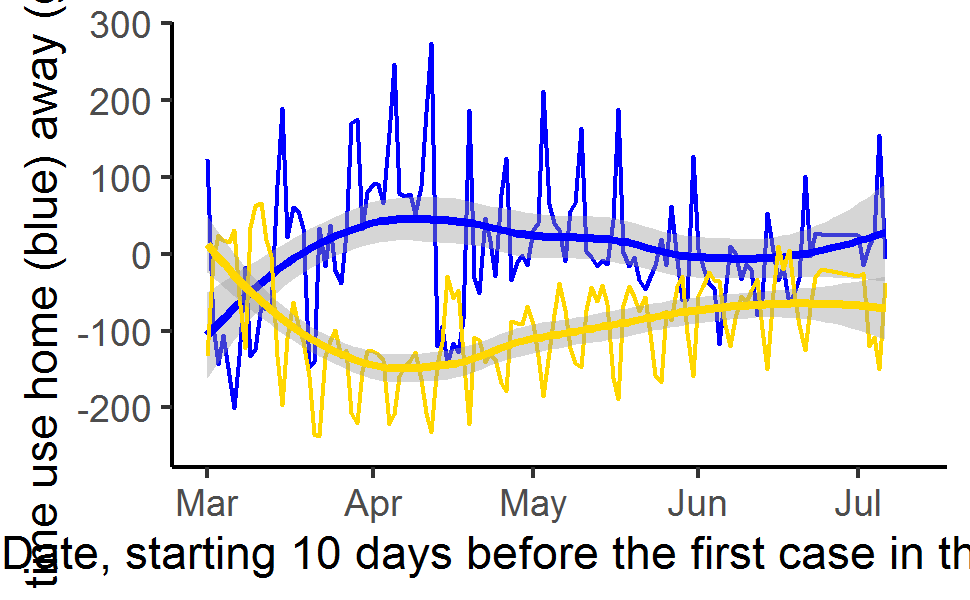 time use home (blue) away (
300
200
100
0
-100
-200
Mar Apr May Jun Jul
Date, starting 10 days before the first case in th